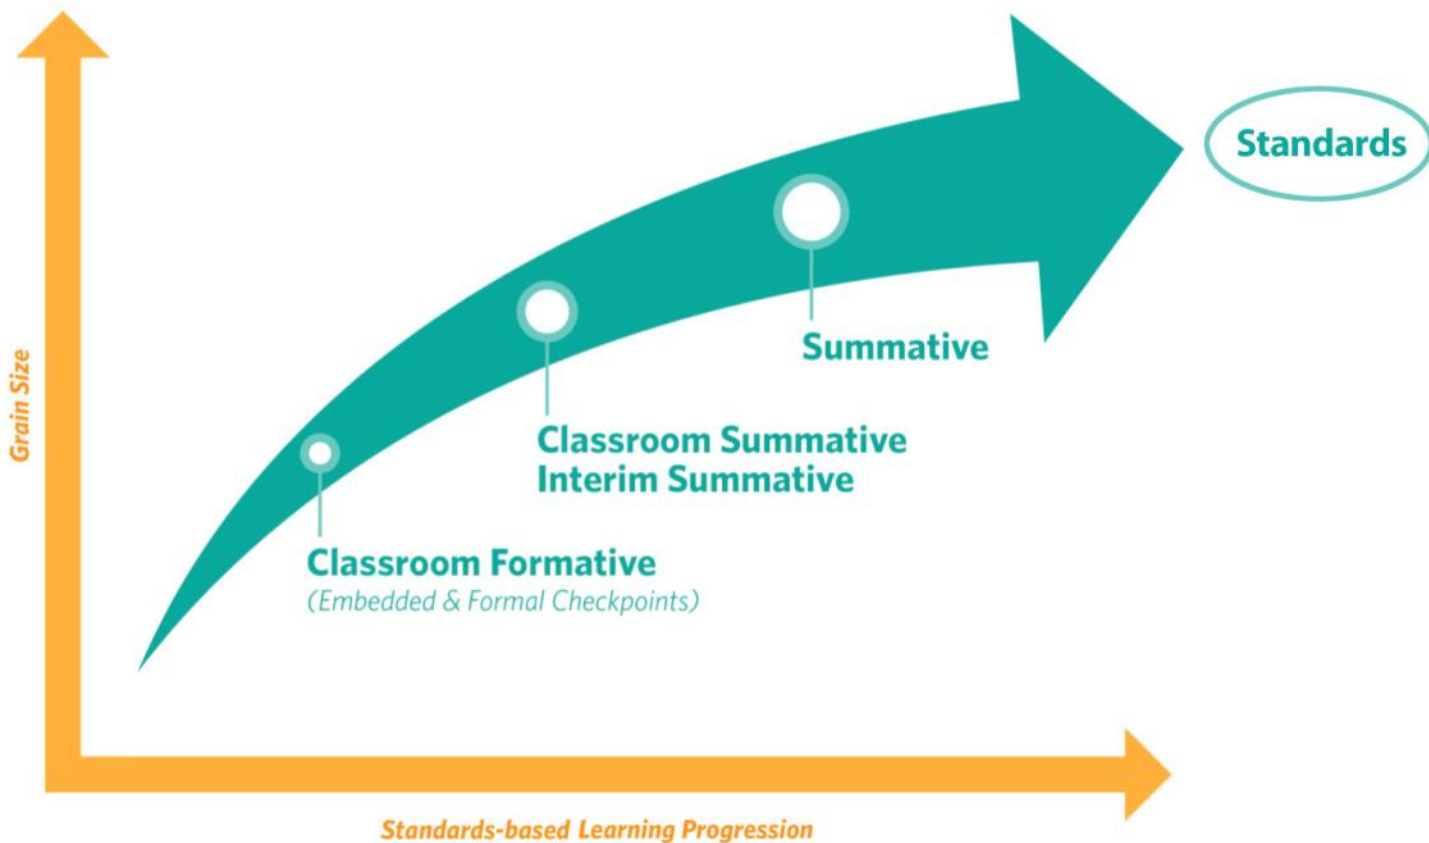 Standards
Summative
Grain Size
Classroom Summative
Interim Summative
Classroom Formative
(Embedded & Formal Checkpoints)
Standards-based Learning Progression